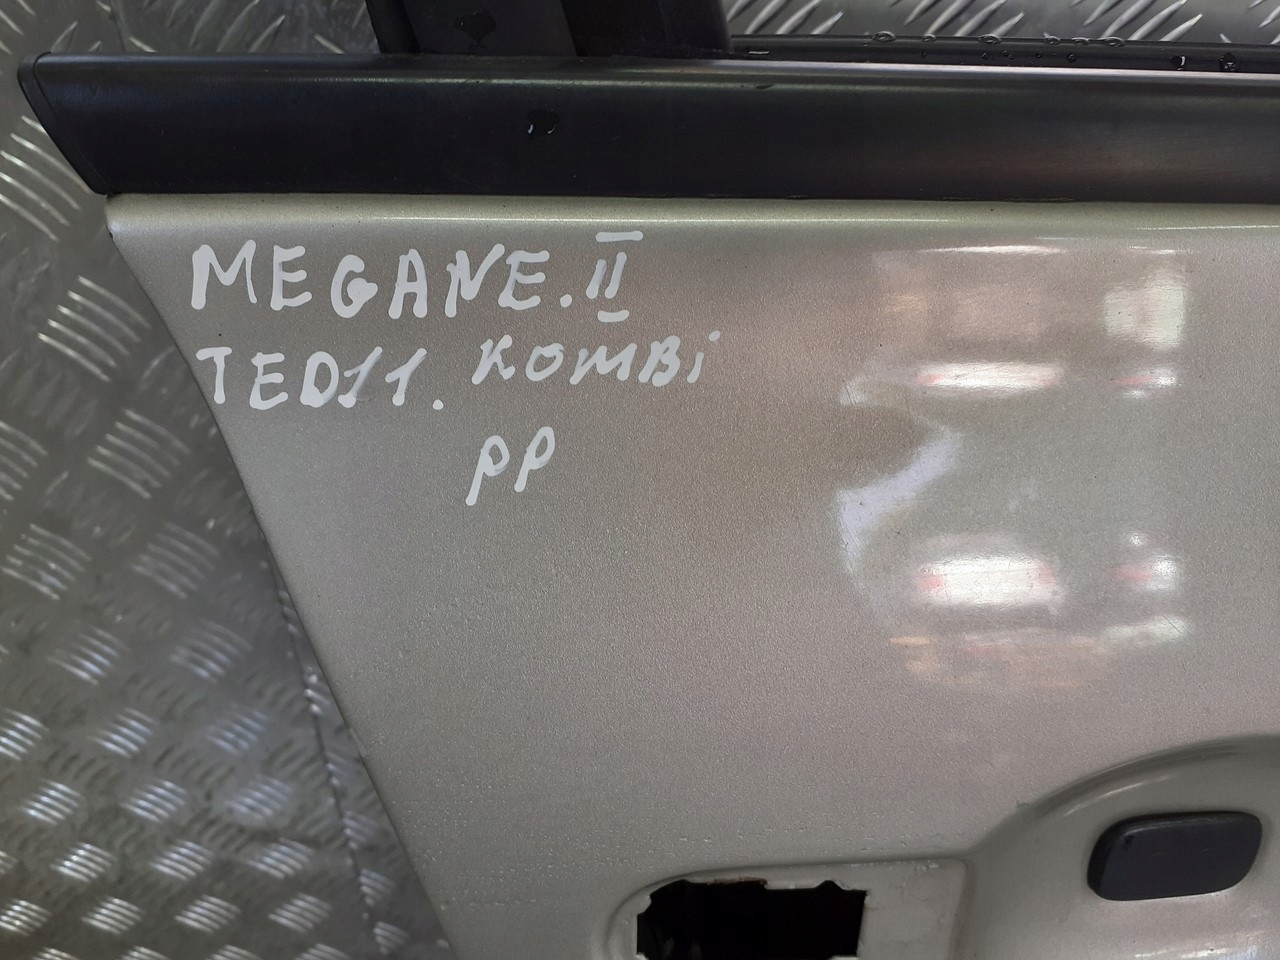 MEGANE. II
TED11. KOMBi
PP